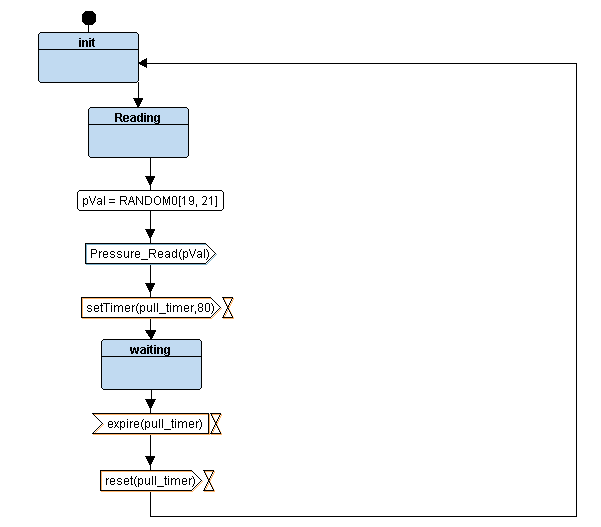 init
Reading
pVal = RANDOM0[19, 21]
Pressure_Read(pVal)
setTimer(pull_timer,80)
waiting
expire(pull_timer)
reset(pull_timer)